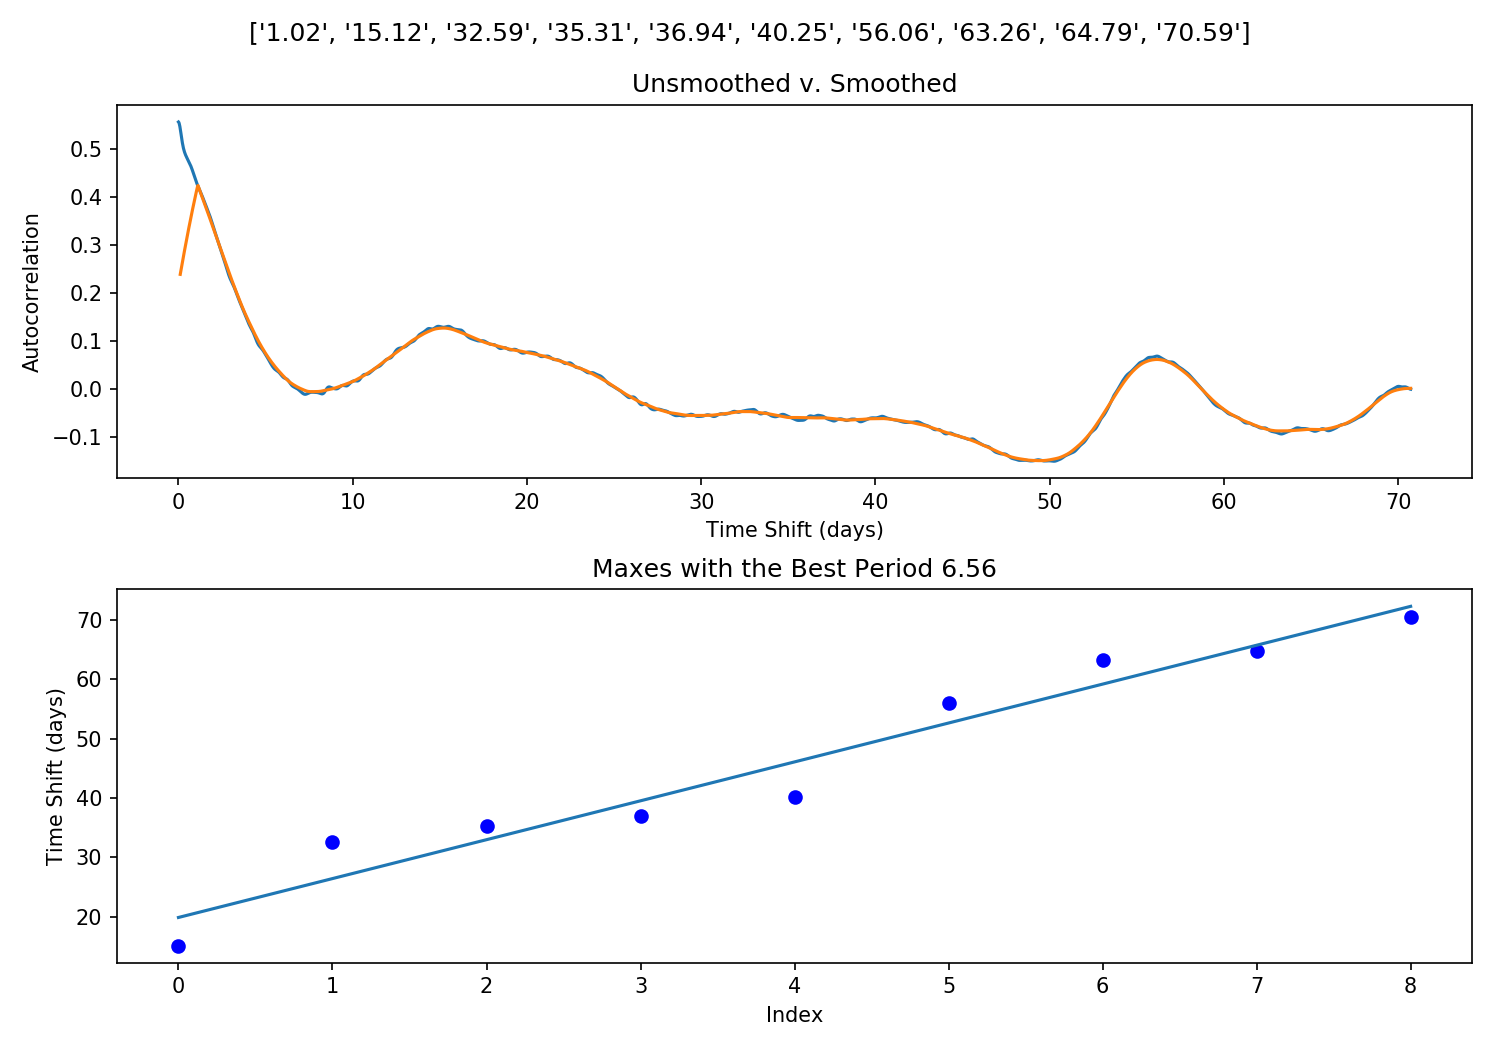 ['1.02', '15.12', '32.59', '35.31', '36.94', '40.25', '56.06', '63.26', '64.79', '70.59']
Unsmoothed v. Smoothed
Autocorrelation
0.5
0.4
0.3
0.2
0.1
0.0
−0.1
0 10 20 30 40 50 60 70
Time Shift (days)
Maxes with the Best Period 6.56
Time Shift (days)
70
60
50
40
30
20
0 1 2 3 4 5 6 7 8
Index